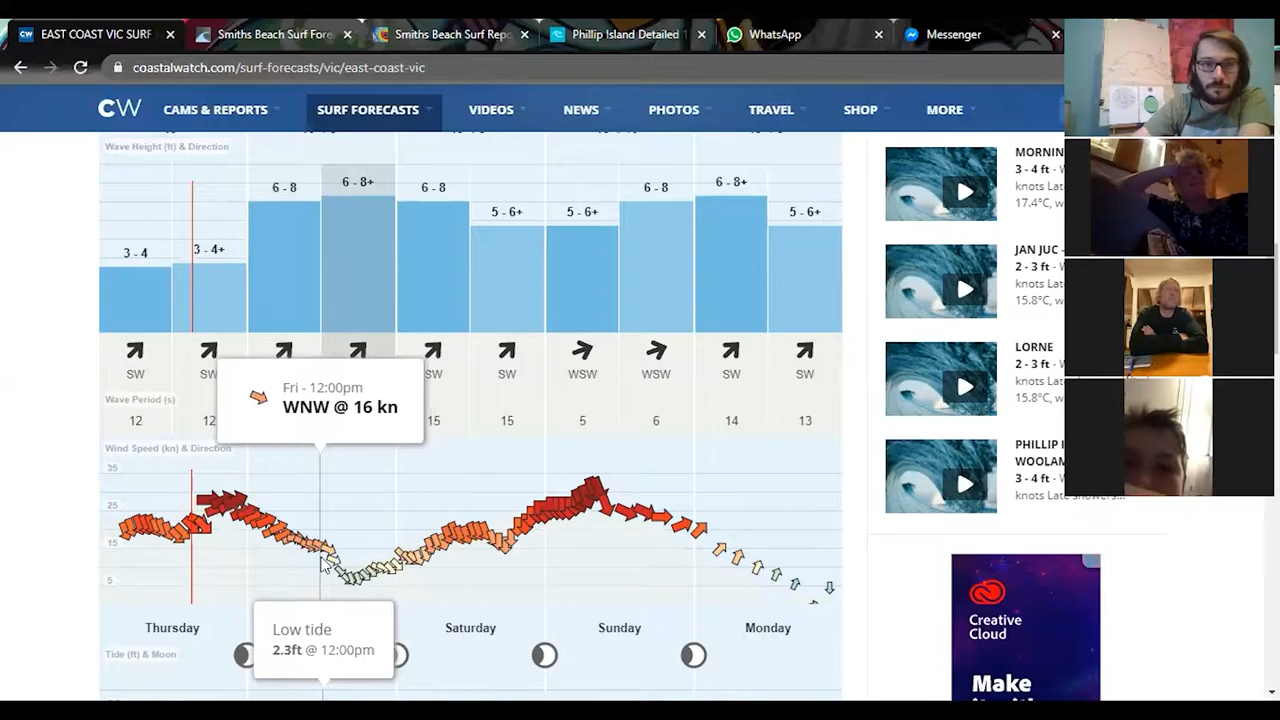 EAST COAST VIC SURF
Smiths Beach Surf Fore
Smiths Beach Surf Repo
Phillip Island Detailed
WhatsApp
Messenger
coastalwatch.com/surf-forecasts/vic/east-coast-vic
CW
CAMS & REPORTS
SURF FORECASTS
VIDEOS
NEWS
PHOTOS
TRAVEL
SHOP
MORE
Wave Height (ft) & Direction
3 - 4
3 - 4+
6 - 8
6 - 8+
6 - 8
5 - 6+
5 - 6+
6 - 8
6 - 8+
5 - 6+
SW
SW
SW
SW
WSW
WSW
SW
SW
Wave Period (s)
12
12
15
15
5
6
14
13
Fri - 12:00pm
WNW @ 16 kn
Wind Speed (kn) & Direction
35
25
15
5
Thursday
Saturday
Sunday
Monday
Low tide
2.3ft @ 12:00pm
Tide (ft) & Moon
MORNIN
3 - 4 ft - W
knots Late
17.4°C, w
JAN JUC -
2 - 3 ft - W
knots Late
15.8°C, w
LORNE
2 - 3 ft - W
knots Late
15.8°C, w
PHILLIP I
WOOLAM
3 - 4 ft - W
knots Late showers...
Creative
Cloud
Make